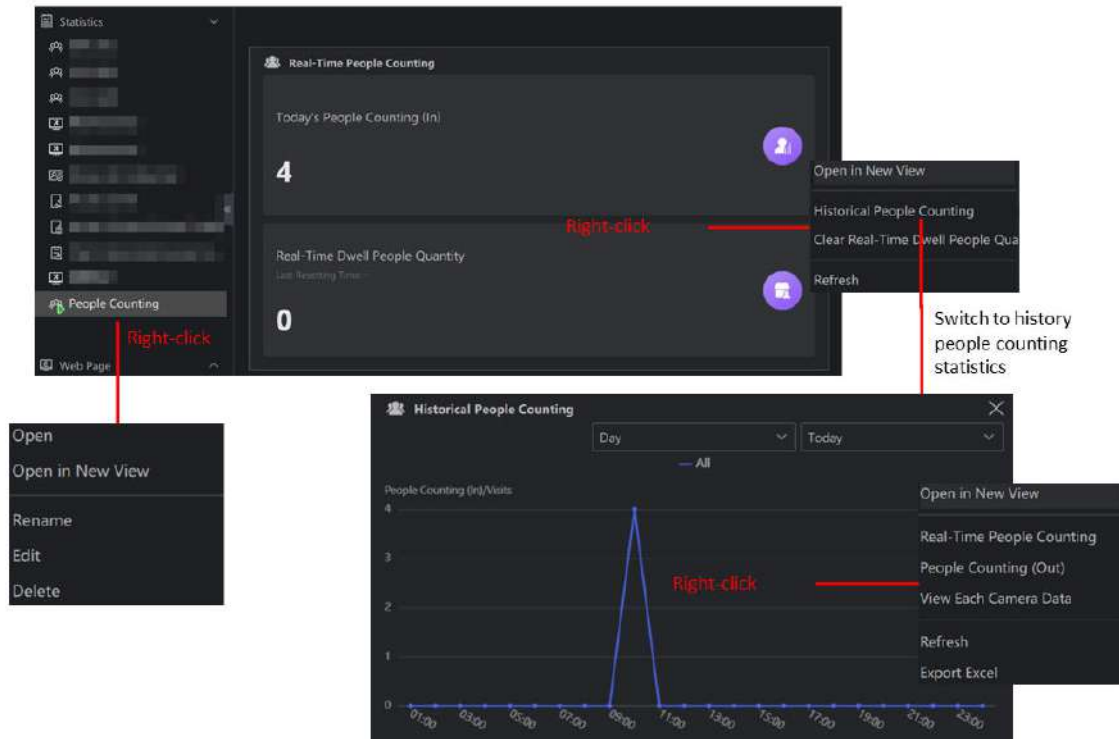 Statistics
Real-Time People Counting
Today's People Counting (In)
4
Open in New View
Right-click
Historical People Counting
Clear Real-Time Dwell People Qua
Real-Time Dwell People Quantity
Last Resetting Time: --
Refresh
0
People Counting
Right-click
Switch to history
people counting
statistics
Web Page
Open
Open in New View
Rename
Edit
Delete
Historical People Counting
Day
Today
All
People Counting (In)/Visits
4
3
2
1
0
01:00
03:00
05:00
07:00
09:00
11:00
13:00
15:00
17:00
19:00
21:00
23:00
Right-click
Open in New View
Real-Time People Counting
People Counting (Out)
View Each Camera Data
Refresh
Export Excel